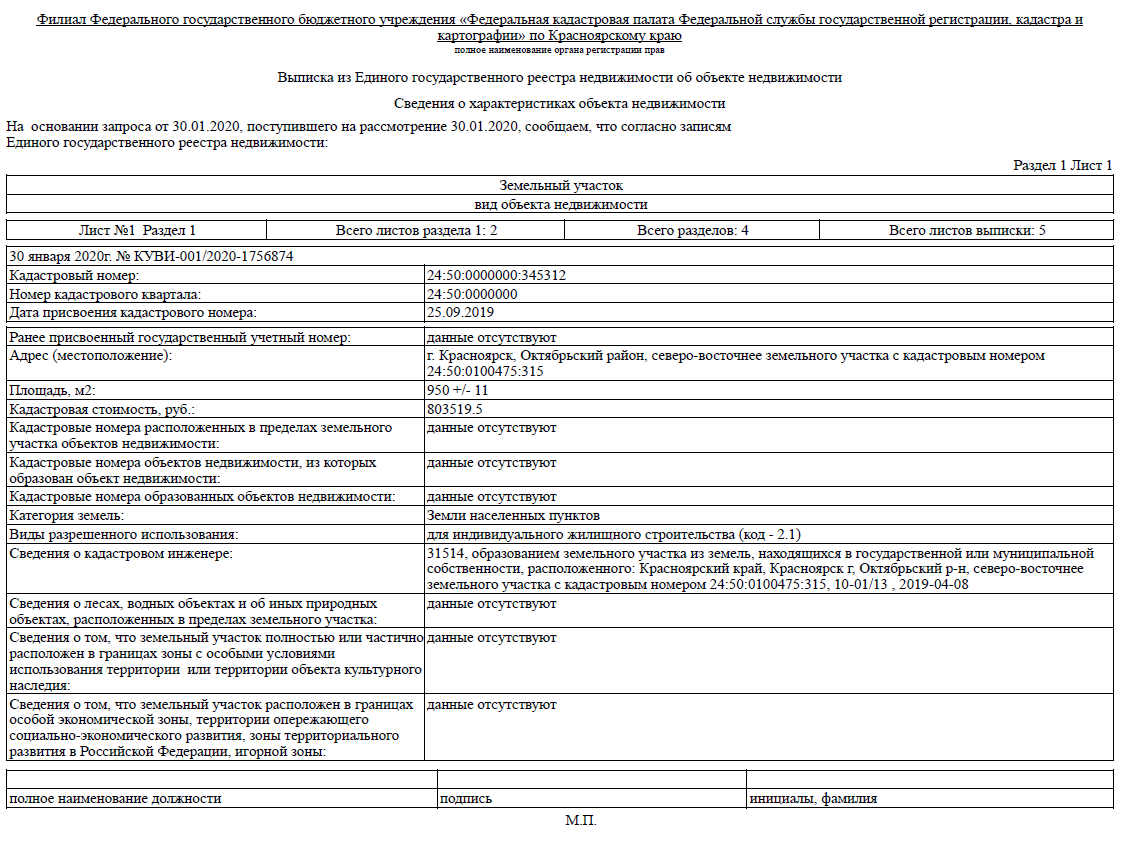 Филиал Федерального государственного бюджетного учреждения «Федеральная кадастровая палата Федеральной службы государственной регистрации, кадастра и
картографии» по Красноярскому краю
полное наименование органа регистрации прав
Выписка из Единого государственного реестра недвижимости об объекте недвижимости
Сведения о характеристиках объекта недвижимости
На основании запроса от 30.01.2020, поступившего на рассмотрение 30.01.2020, сообщаем, что согласно записям
Единого государственного реестра недвижимости:
Раздел 1 Лист 1
Земельный участок
вид объекта недвижимости
Лист №1 Раздел 1 Всего листов раздела 1: 2 Всего разделов: 4 Всего листов выписки: 5
30 января 2020г. № КУВИ-001/2020-1756874
Кадастровый номер: 24:50:0000000:345312
Номер кадастрового квартала: 24:50:0000000
Дата присвоения кадастрового номера: 25.09.2019
Ранее присвоенный государственный учетный номер: данные отсутствуют
Адрес (местоположение): г. Красноярск, Октябрьский район, северо-восточнее земельного участка с кадастровым номером
24:50:0100475:315
Площадь, м2: 950 +/- 11
Кадастровая стоимость, руб.: 803519.5
Кадастровые номера расположенных в пределах земельного данные отсутствуют
участка объектов недвижимости:
Кадастровые номера объектов недвижимости, из которых данные отсутствуют
образован объект недвижимости:
Кадастровые номера образованных объектов недвижимости: данные отсутствуют
Категория земель: Земли населенных пунктов
Виды разрешенного использования: для индивидуального жилищного строительства (код - 2.1)
Сведения о кадастровом инженере: 31514, образованием земельного участка из земель, находящихся в государственной или муниципальной
собственности, расположенного: Красноярский край, Красноярск г, Октябрьский р-н, северо-восточнее
земельного участка с кадастровым номером 24:50:0100475:315, 10-01/13 , 2019-04-08
Сведения о лесах, водных объектах и об иных природных данные отсутствуют
объектах, расположенных в пределах земельного участка:
Сведения о том, что земельный участок полностью или частично данные отсутствуют
расположен в границах зоны с особыми условиями
использования территории или территории объекта культурного
наследия:
Сведения о том, что земельный участок расположен в границах данные отсутствуют
особой экономической зоны, территории опережающего
социально-экономического развития, зоны территориального
развития в Российской Федерации, игорной зоны:
полное наименование должности подпись инициалы, фамилия
М.П.